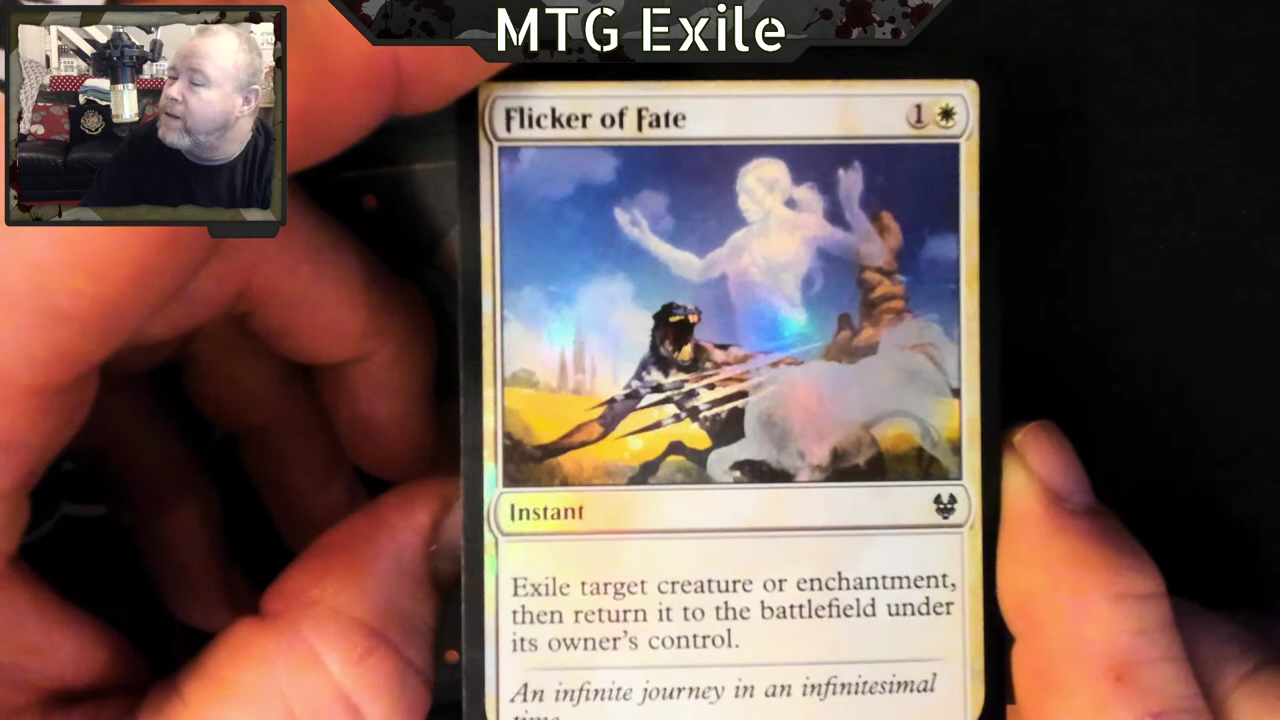 MTG Exile
Flicker of Fate 1
Instant
Exile target creature or enchantment,
then return it to the battlefield under
its owner's control.
An infinite journey in an infinitesimal
time.